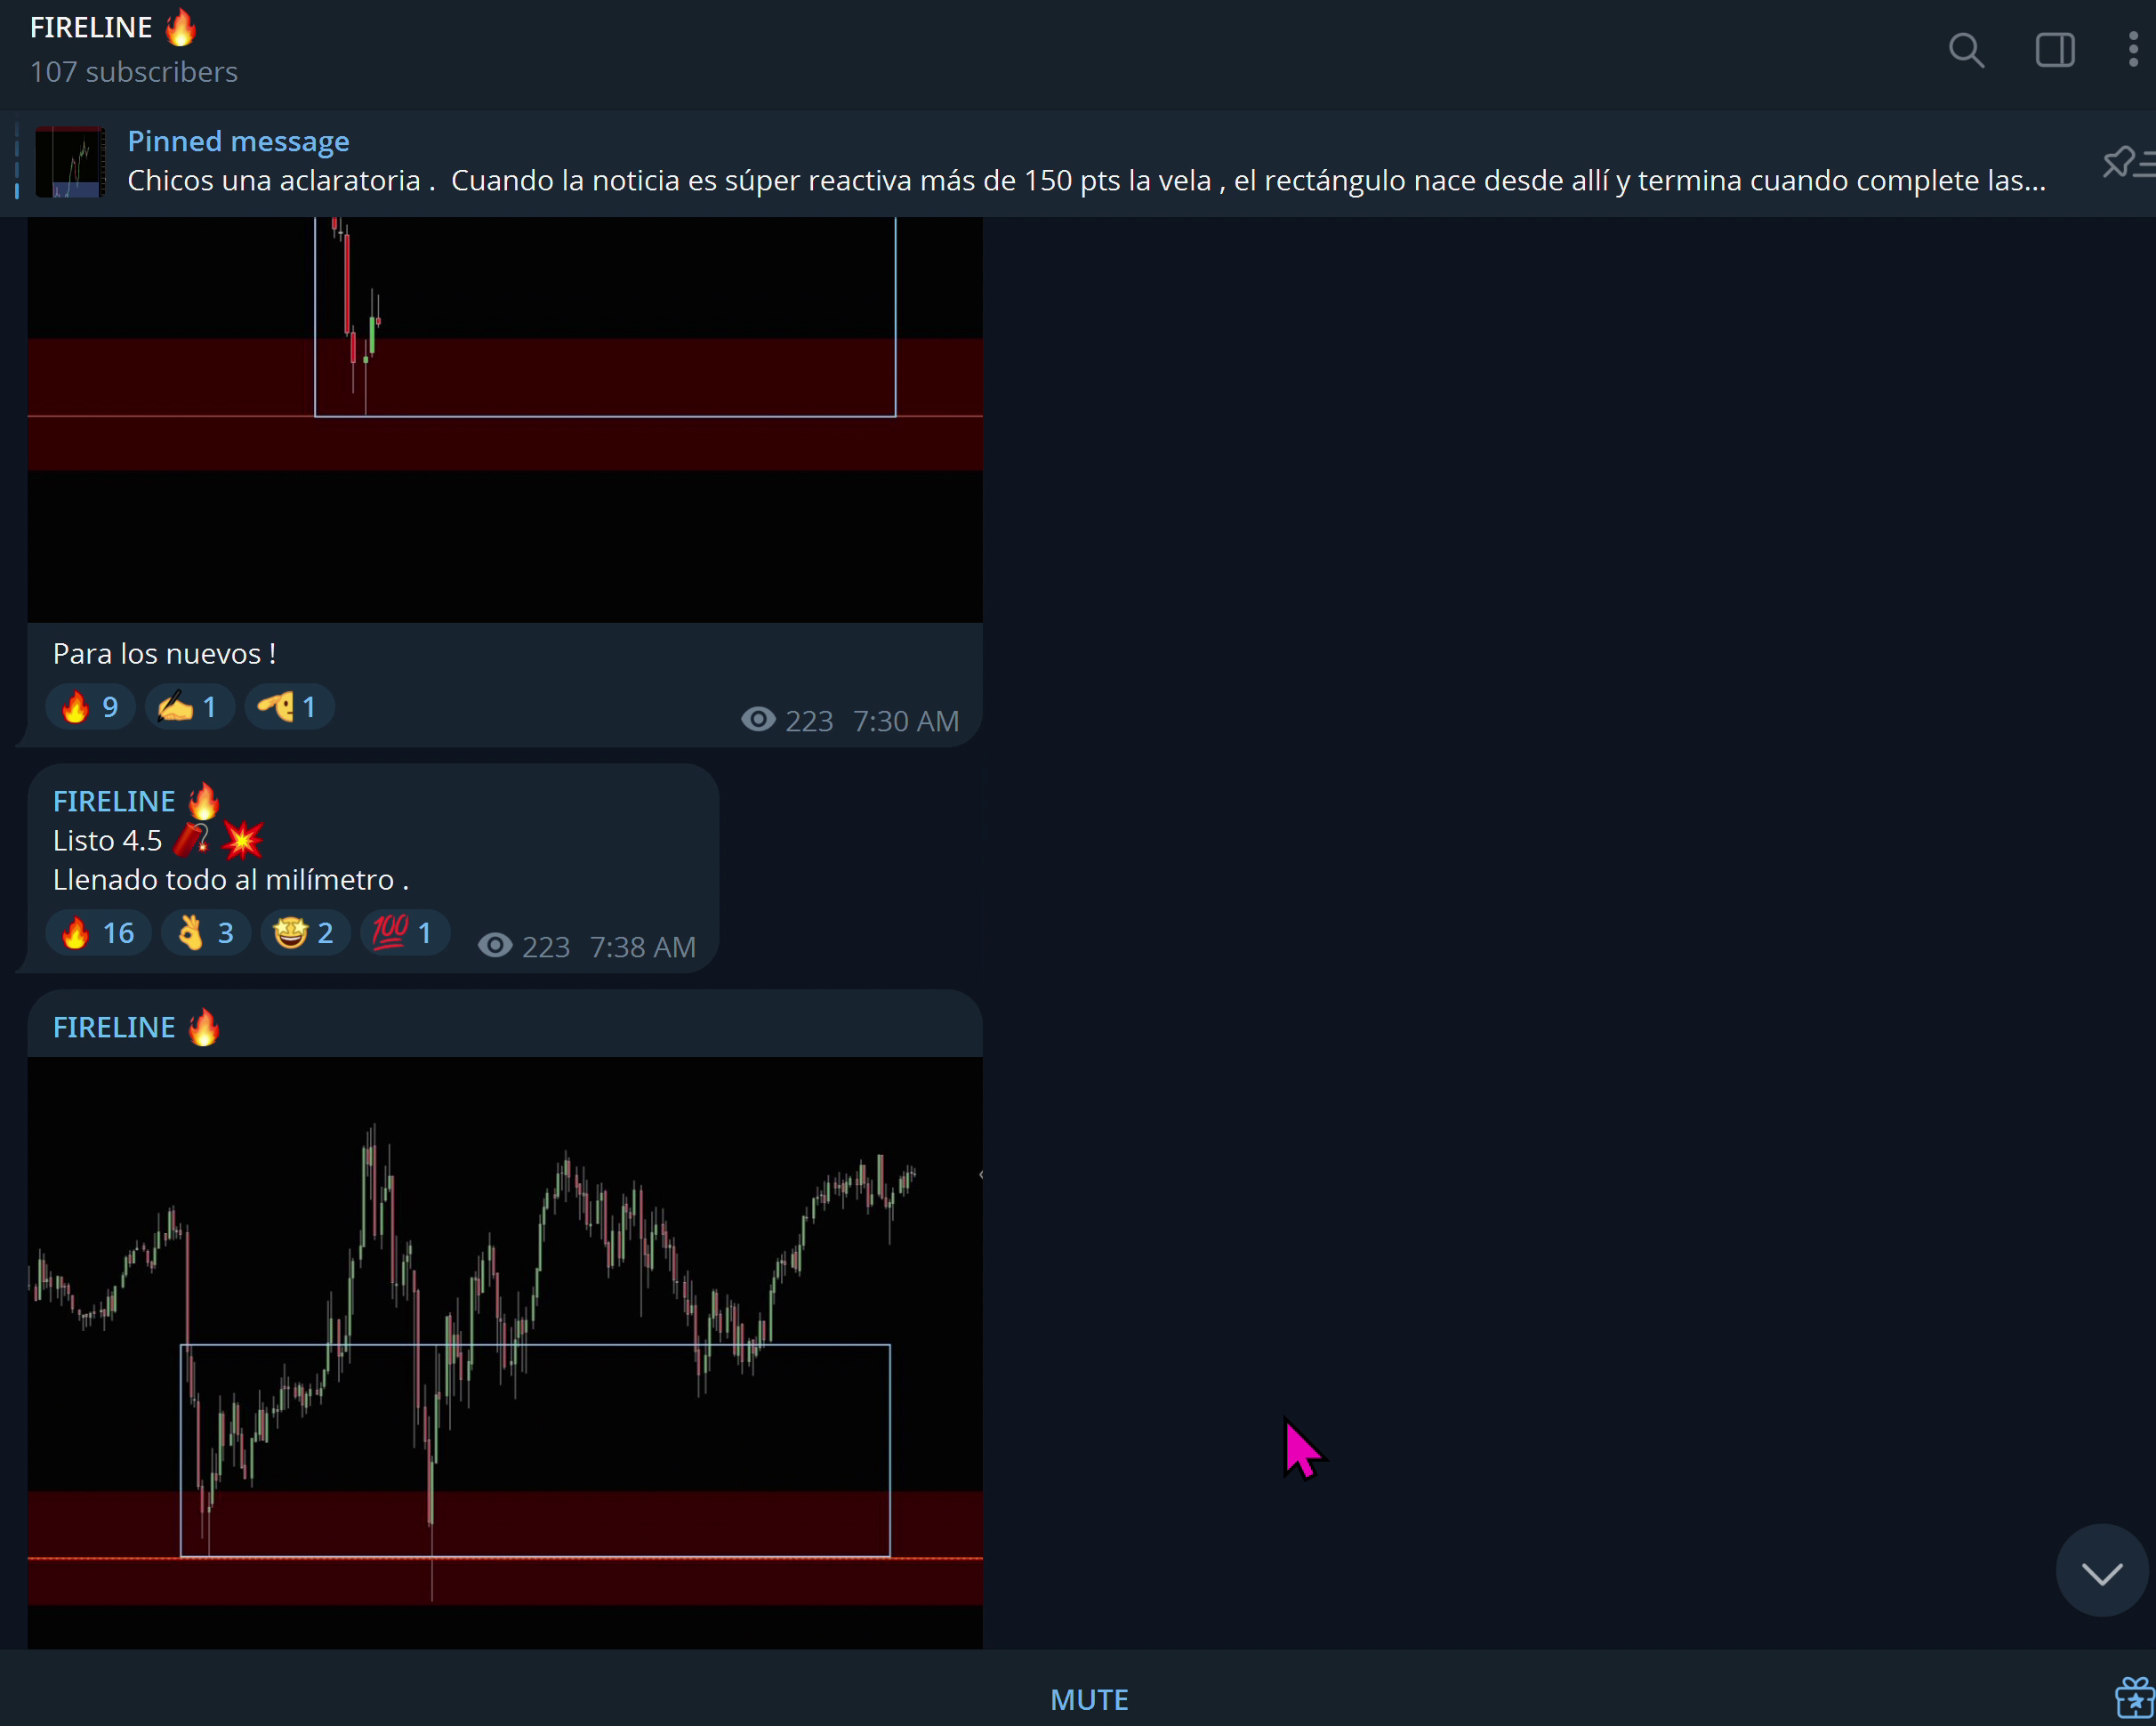 FIRELINE 🔥
107 subscribers
Pinned message
Chicos una aclaratoria .  Cuando la noticia es súper reactiva más de 150 pts la vela , el rectángulo nace desde allí y termina cuando complete las...
Para los nuevos !
🔥 9 ✍️ 1 🫡 1
223 7:30 AM
FIRELINE 🔥
Listo 4.5 🧨 💥
Llenado todo al milímetro .
🔥 16 👌 3 🤩 2 💯 1
223 7:38 AM
FIRELINE 🔥
MUTE